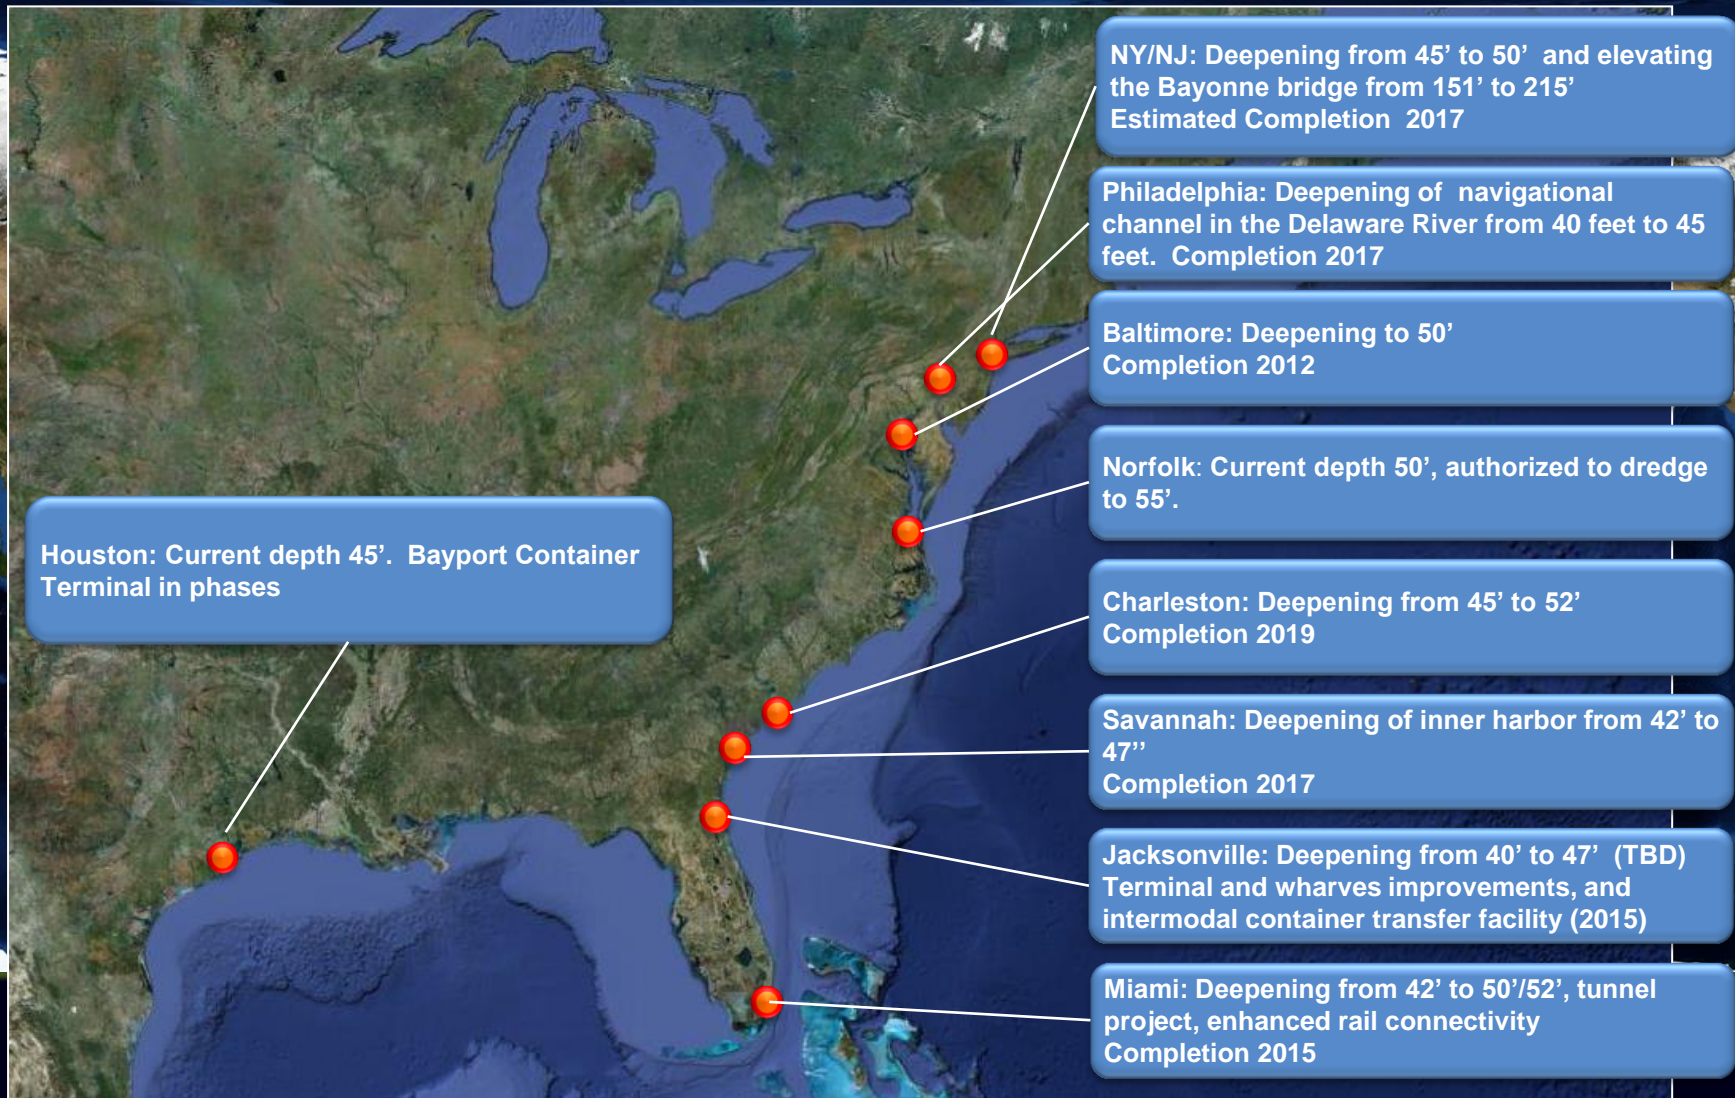 NY/NJ: Deepening from 45’ to 50’ and elevating
the Bayonne bridge from 151’ to 215’
Estimated Completion 2017
Philadelphia: Deepening of navigational
channel in the Delaware River from 40 feet to 45
feet. Completion 2017
Baltimore: Deepening to 50’
Completion 2012
Norfolk: Current depth 50’, authorized to dredge
to 55’.
Houston: Current depth 45’. Bayport Container
Terminal in phases
Charleston: Deepening from 45’ to 52’
Completion 2019
Savannah: Deepening of inner harbor from 42’ to
47’’
Completion 2017
Jacksonville: Deepening from 40’ to 47’ (TBD)
Terminal and wharves improvements, and
intermodal container transfer facility (2015)
Miami: Deepening from 42’ to 50’/52’, tunnel
project, enhanced rail connectivity
Completion 2015